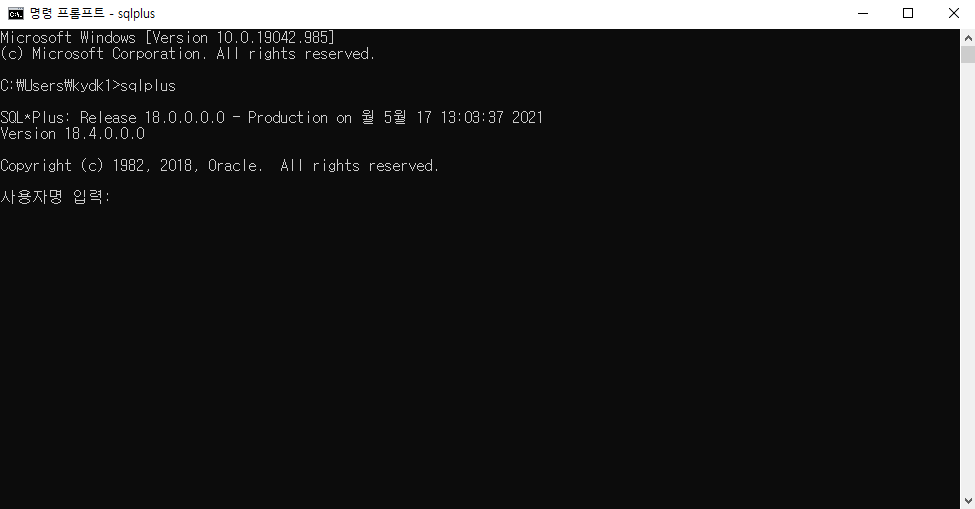 명령 프롬프트 - sqlplus
Microsoft Windows [Version 10.0.19042.985]
(c) Microsoft Corporation. All rights reserved.
C:₩Users₩kydk1>sqlplus
SQL*Plus: Release 18.0.0.0.0 - Production on 월 5월 17 13:03:37 2021
Version 18.4.0.0.0
Copyright (c) 1982, 2018, Oracle.  All rights reserved.
사용자명 입력: